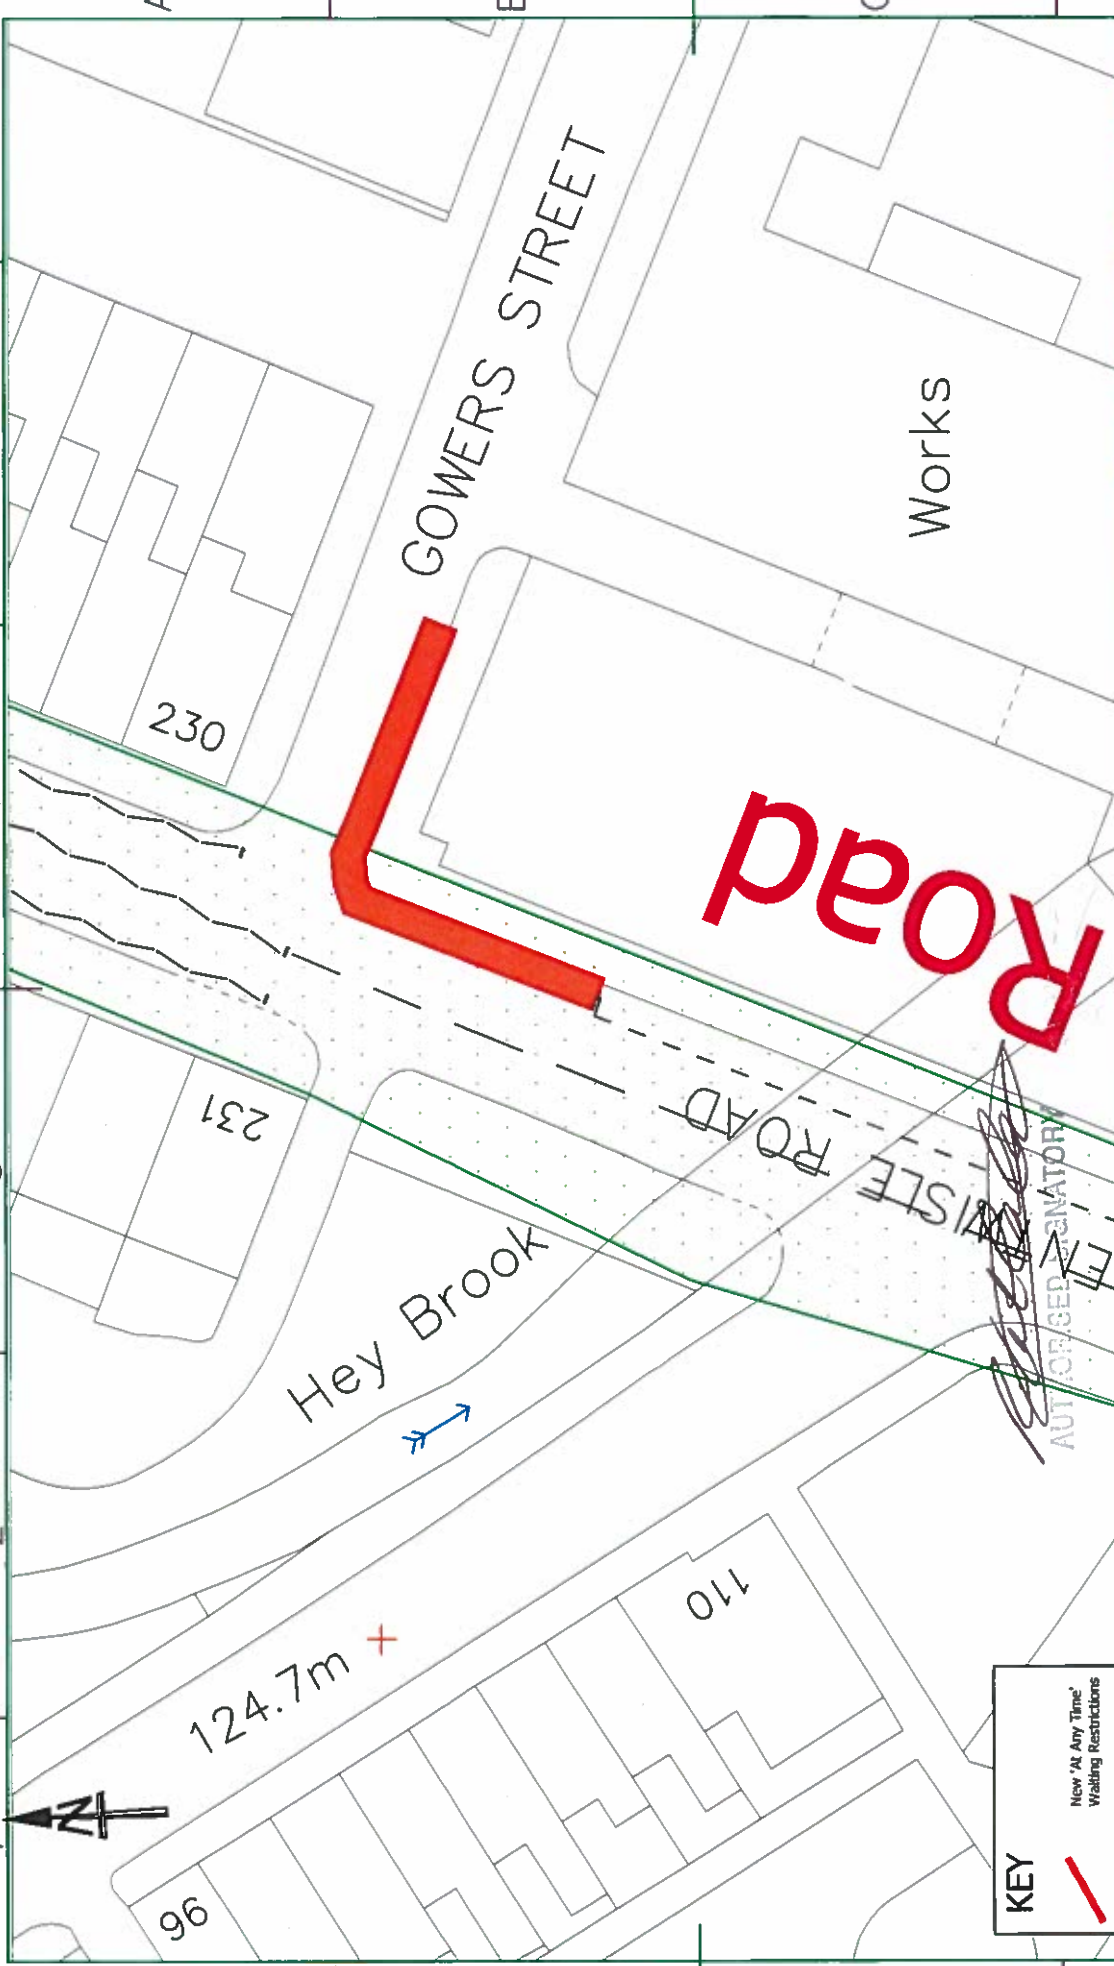 GOWERS STREET
Works
230
Road
231
ROAD
Hey Brook
AUTHORISED SIGNATORY
124.7m
110
96
N
KEY
New 'At Any Time'
Waiting Restrictions